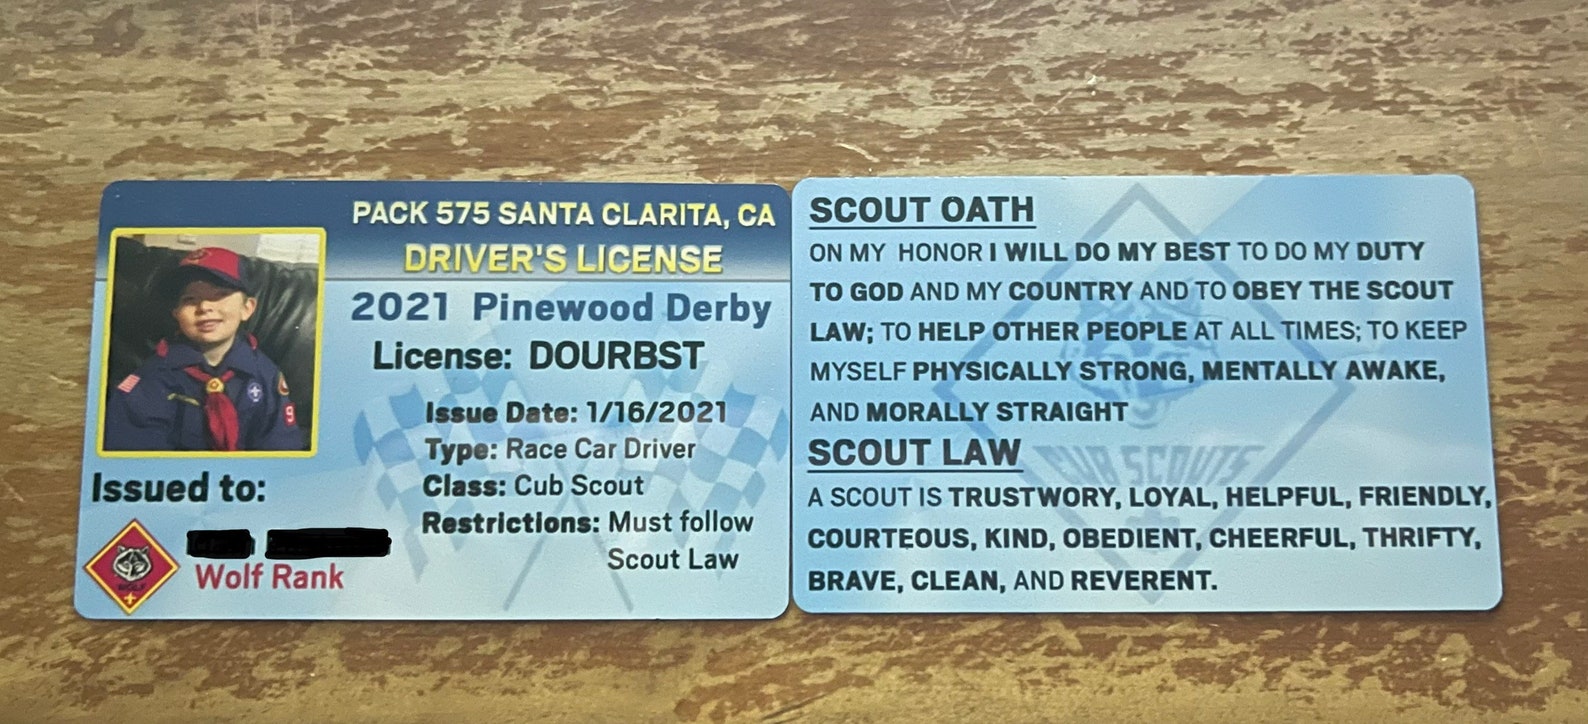 PACK 575 SANTA CLARITA, CA
DRIVER'S LICENSE
2021 Pinewood Derby
License: DOURBST
Issue Date: 1/16/2021
Type: Race Car Driver
Class: Cub Scout
Restrictions: Must follow
Scout Law
Issued to:
Wolf Rank
WOLF
9
SCOUT OATH
ON MY HONOR I WILL DO MY BEST TO DO MY DUTY
TO GOD AND MY COUNTRY AND TO OBEY THE SCOUT
LAW; TO HELP OTHER PEOPLE AT ALL TIMES; TO KEEP
MYSELF PHYSICALLY STRONG, MENTALLY AWAKE,
AND MORALLY STRAIGHT
SCOUT LAW
A SCOUT IS TRUSTWORY, LOYAL, HELPFUL, FRIENDLY,
COURTEOUS, KIND, OBEDIENT, CHEERFUL, THRIFTY,
BRAVE, CLEAN, AND REVERENT.
CUB SCOUTS